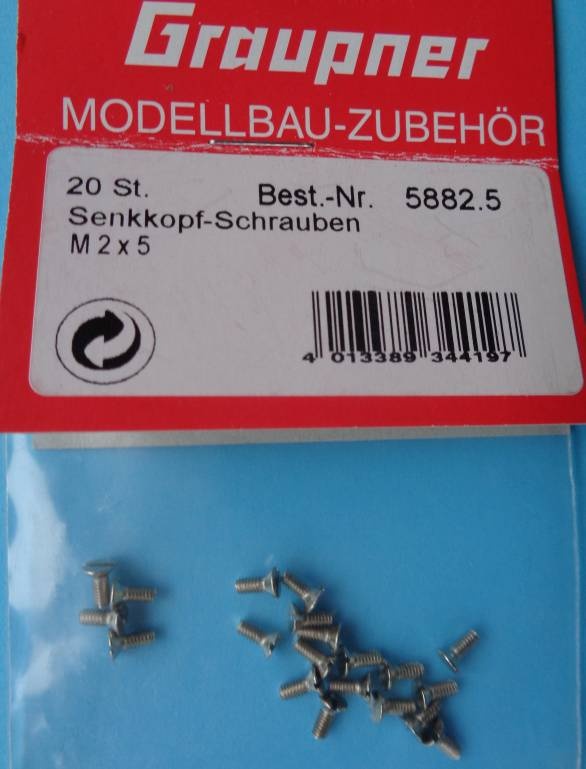 Graupner
MODELLBAU-ZUBEHÖR
20 St. Best.-Nr. 5882.5
Senkkopf-Schrauben
M 2 x 5
4 013389 344197